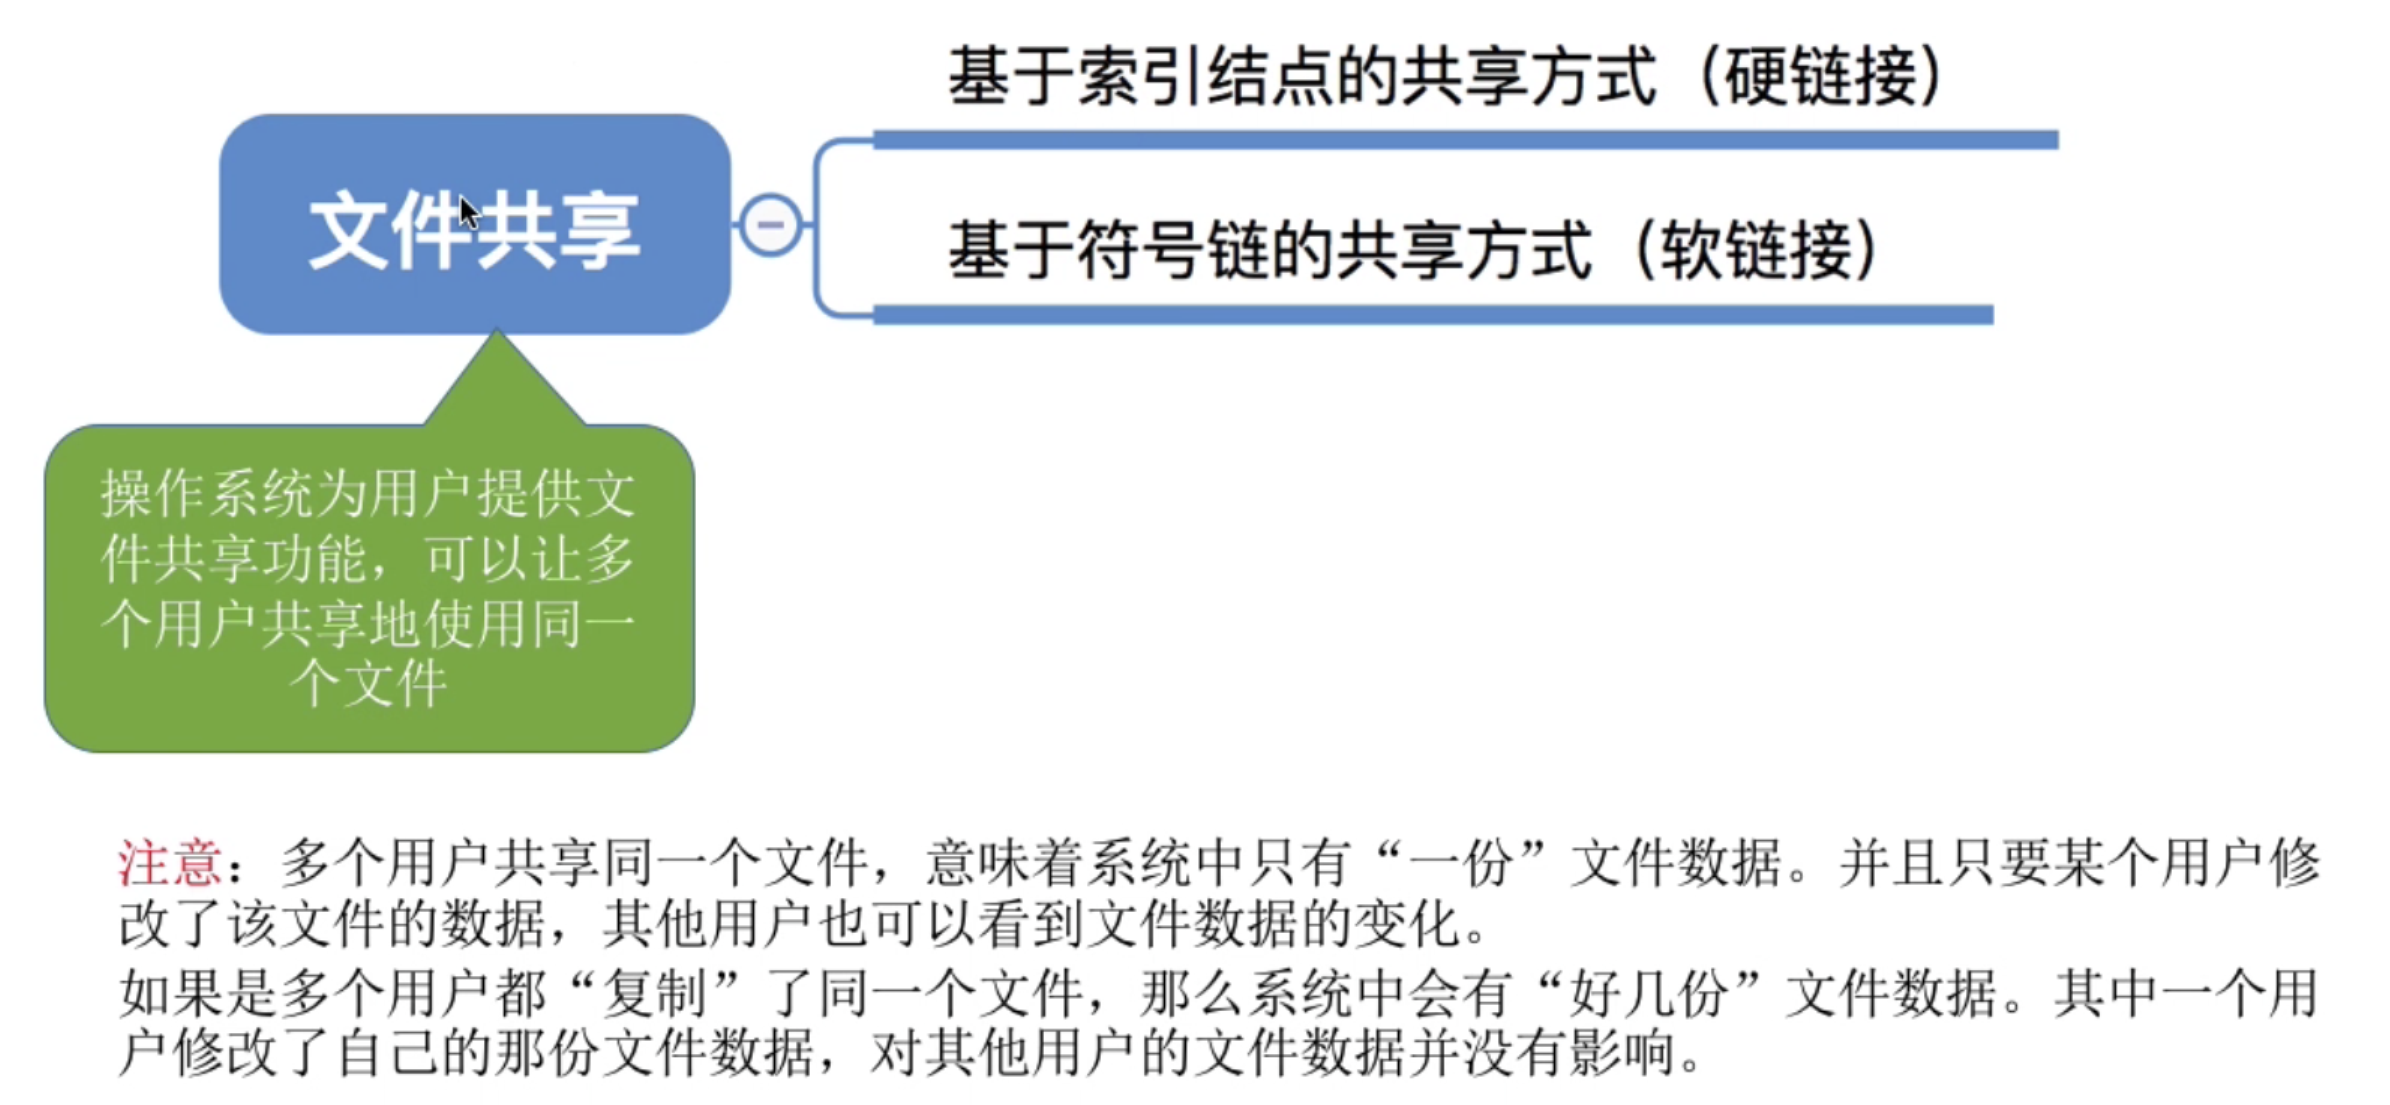 基于索引结点的共享方式（硬链接）
文件共享
基于符号链的共享方式（软链接）
操作系统为用户提供文
件共享功能，可以让多
个用户共享地使用同一
个文件
注意：多个用户共享同一个文件，意味着系统中只有“一份”文件数据。并且只要某个用户修
改了该文件的数据，其他用户也可以看到文件数据的变化。
如果是多个用户都“复制”了同一个文件，那么系统中会有“好几份”文件数据。其中一个用
户修改了自己的那份文件数据，对其他用户的文件数据并没有影响。